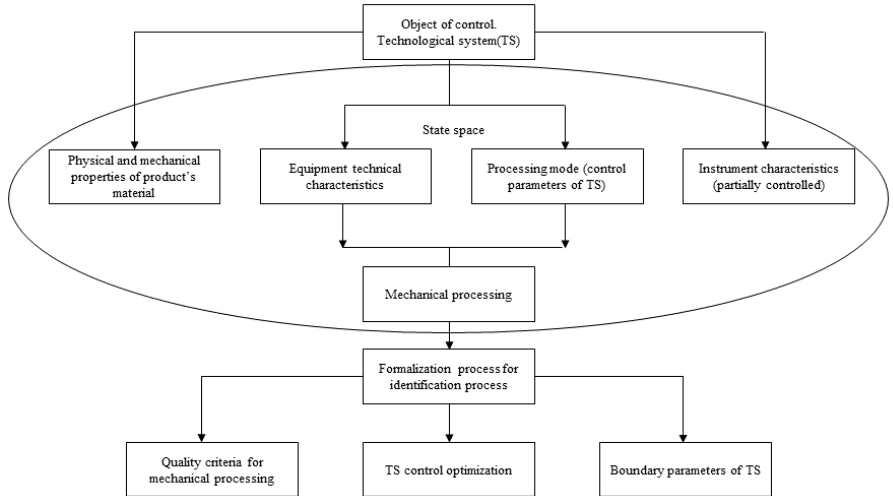 Object of control.
Technological system(TS)
State space
Physical and mechanical
properties of product's
material
Equipment technical
characteristics
Processing mode (control
parameters of TS)
Instrument characteristics
(partially controlled)
Mechanical processing
Formalization process for
identification process
Quality criteria for
mechanical processing
TS control optimization
Boundary parameters of TS